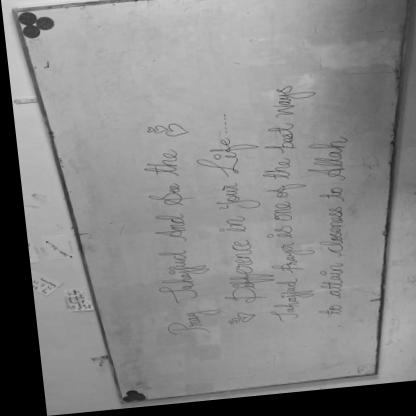 Pray Tahajjud And See the
Difference in Your Life.....
Tahajjud prayer is one of the best ways
to attain closeness to Allah